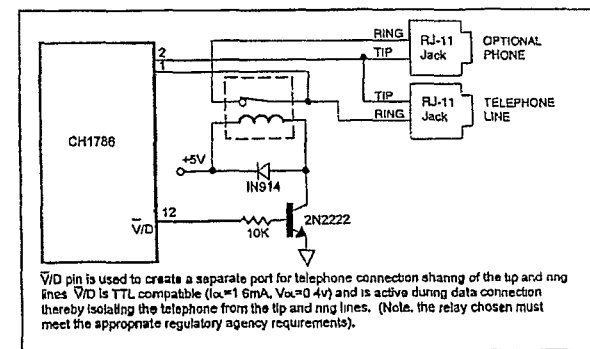 RING
TIP
RJ-11
Jack
OPTIONAL
PHONE
2
1
TIP
RING
RJ-11
Jack
TELEPHONE
LINE
CH1786
+5V
IN914
V̅/D
12
10K
2N2222
V̅/D pin is used to create a separate port for telephone connection sharing of the tip and ring
lines V̅/D is TTL compatible (IOL=1 6mA, VOL=0 4v) and is active during data connection
thereby isolating the telephone from the tip and ring lines. (Note, the relay chosen must
meet the appropriate regulatory agency requirements).